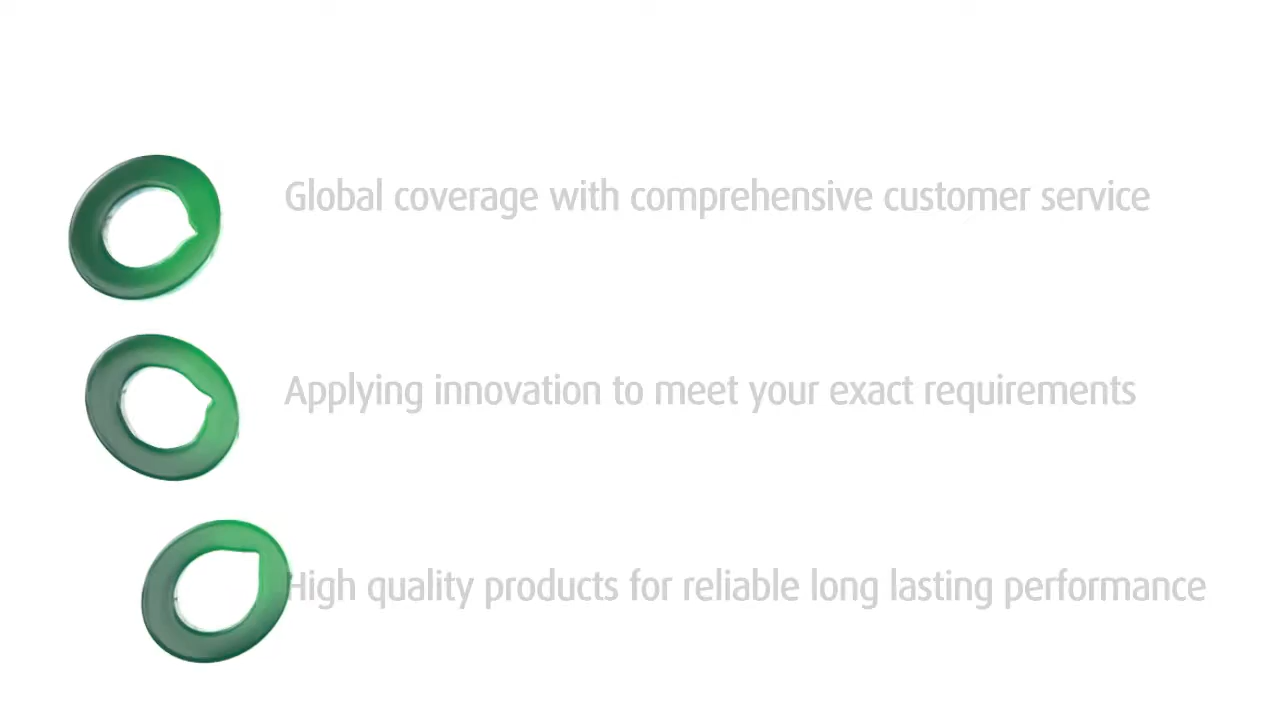 Global coverage with comprehensive customer service
Applying innovation to meet your exact requirements
High quality products for reliable long lasting performance